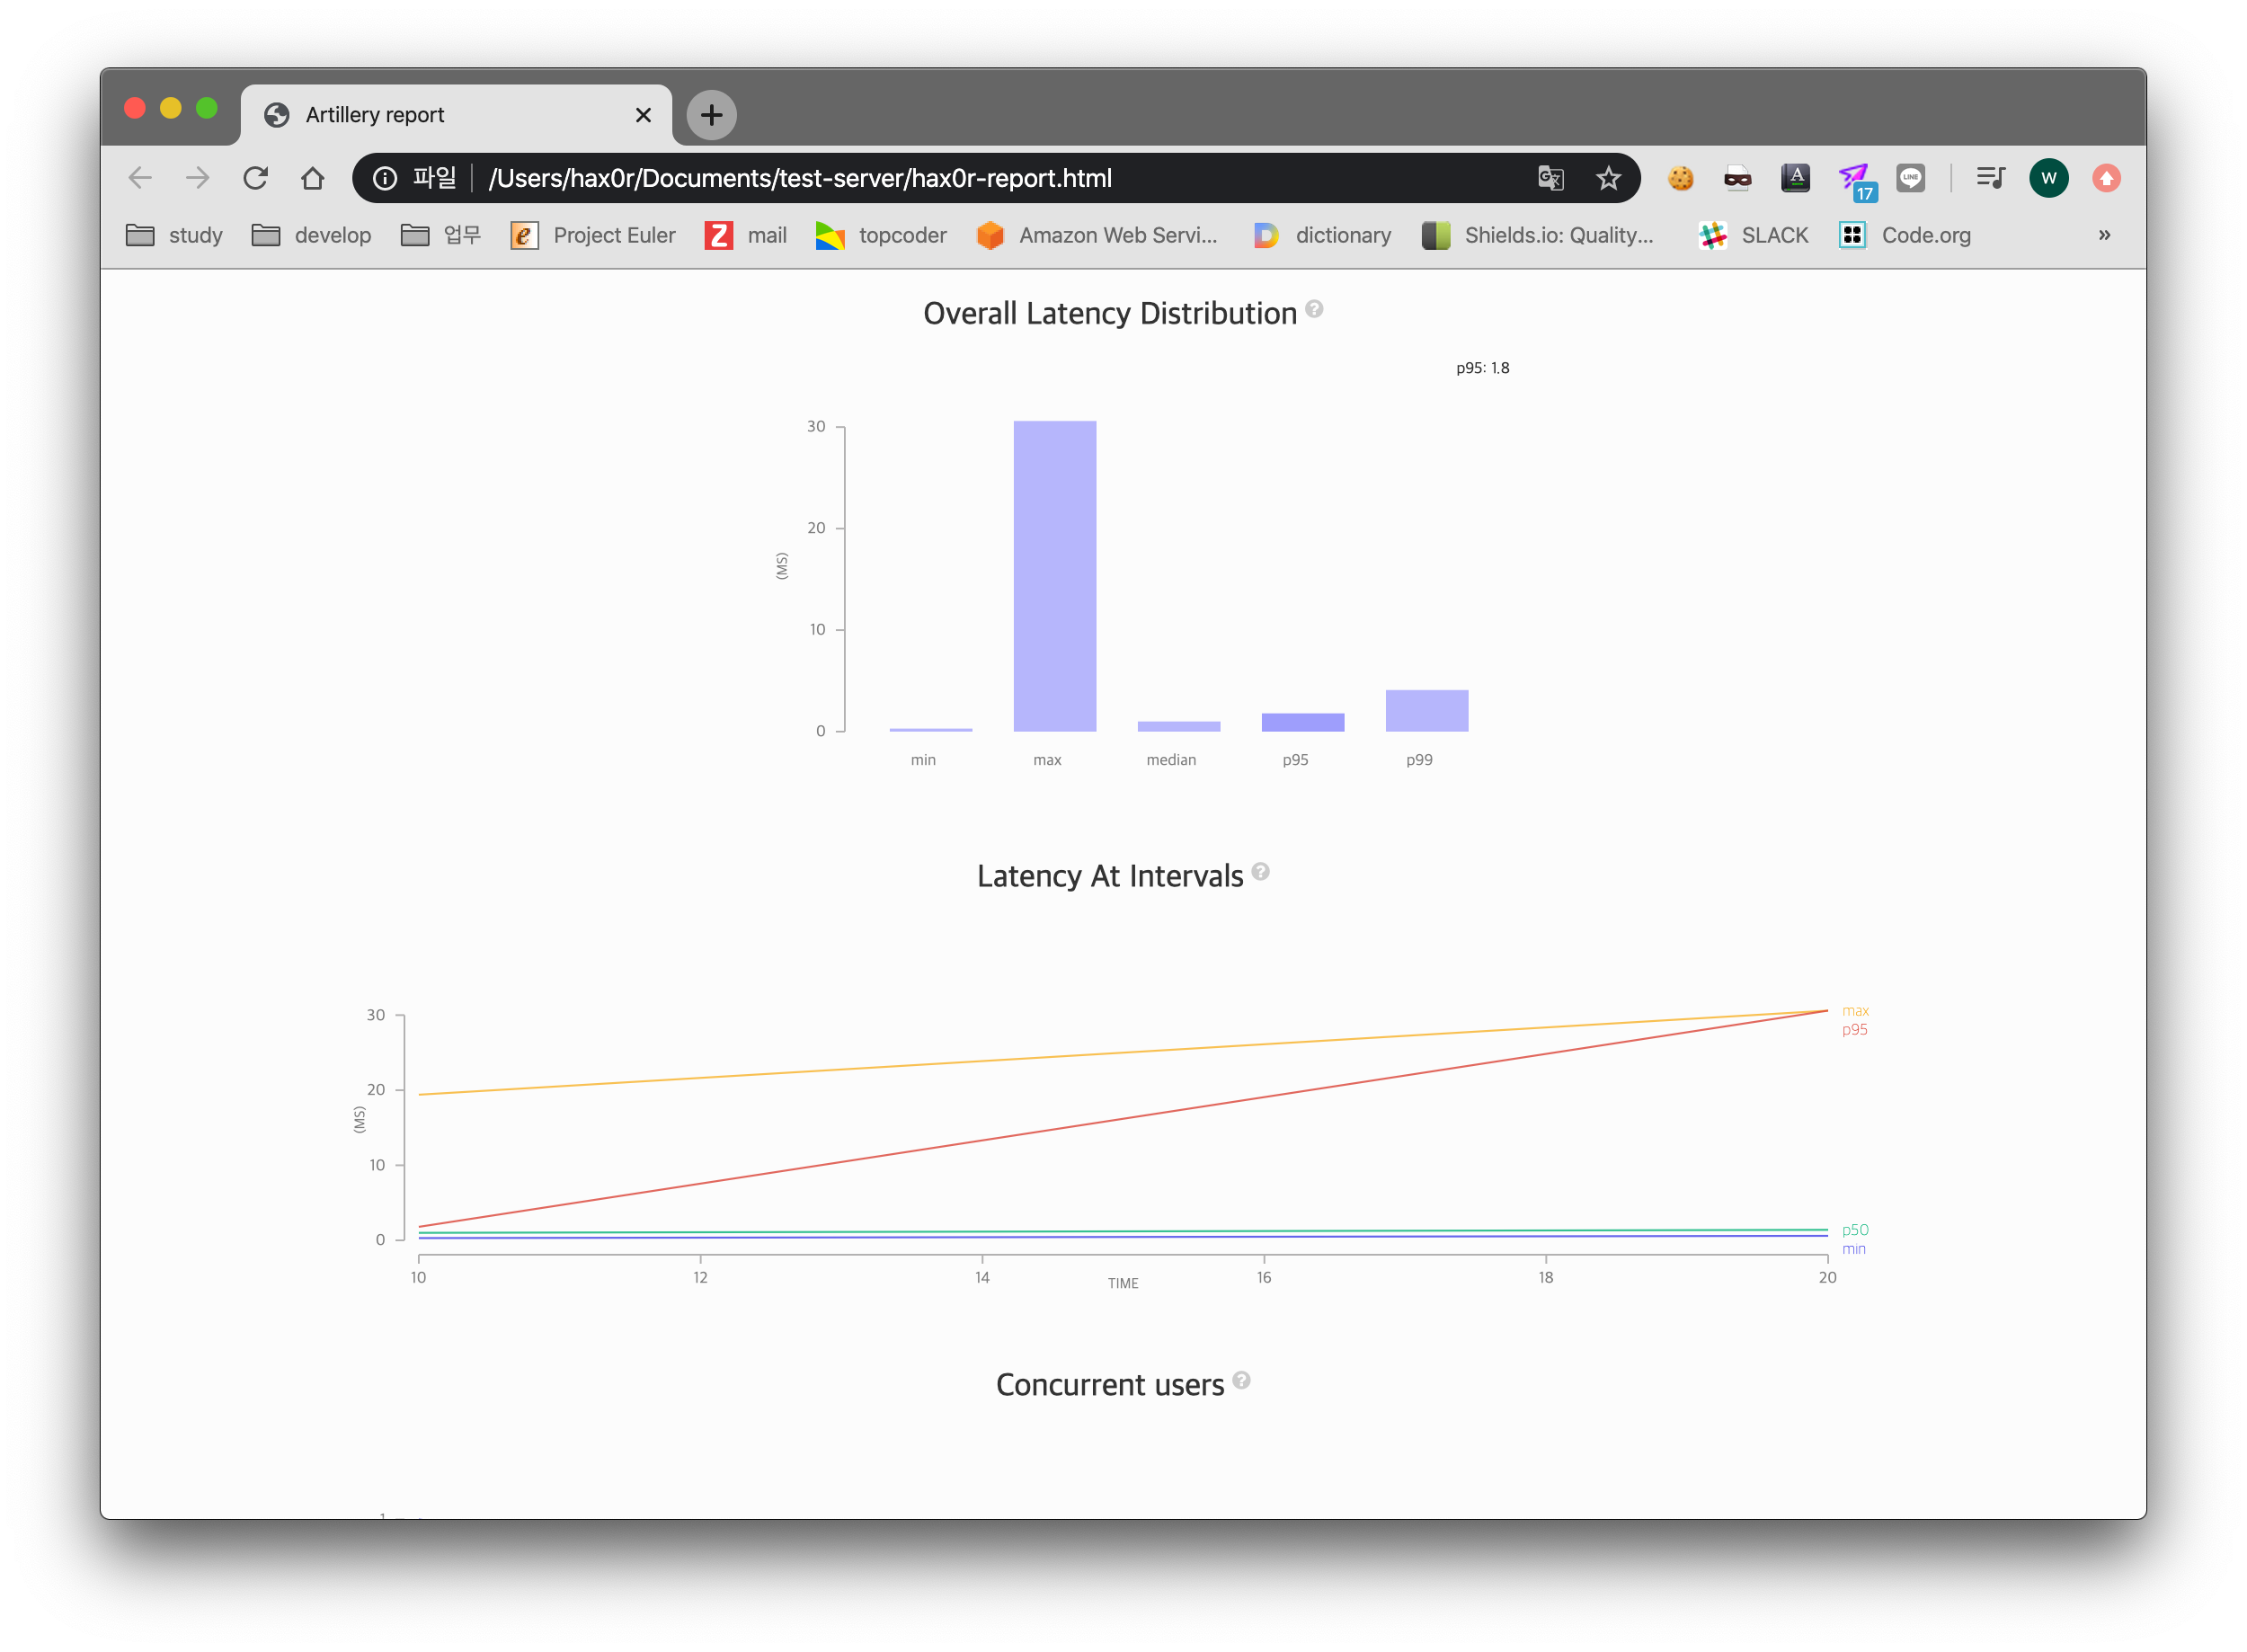 Artillery report
파일 /Users/hax0r/Documents/test-server/hax0r-report.html
A
17
LINE
W
study develop 업무 e Project Euler Z mail topcoder Amazon Web Servi... D dictionary Shields.io: Quality... SLACK Code.org »
Overall Latency Distribution ?
p95: 1.8
30
20
(MS)
10
0
min max median p95 p99
Latency At Intervals ?
30
20
(MS)
10
0
max
p95
p50
min
10 12 14 16 18 20
TIME
Concurrent users ?